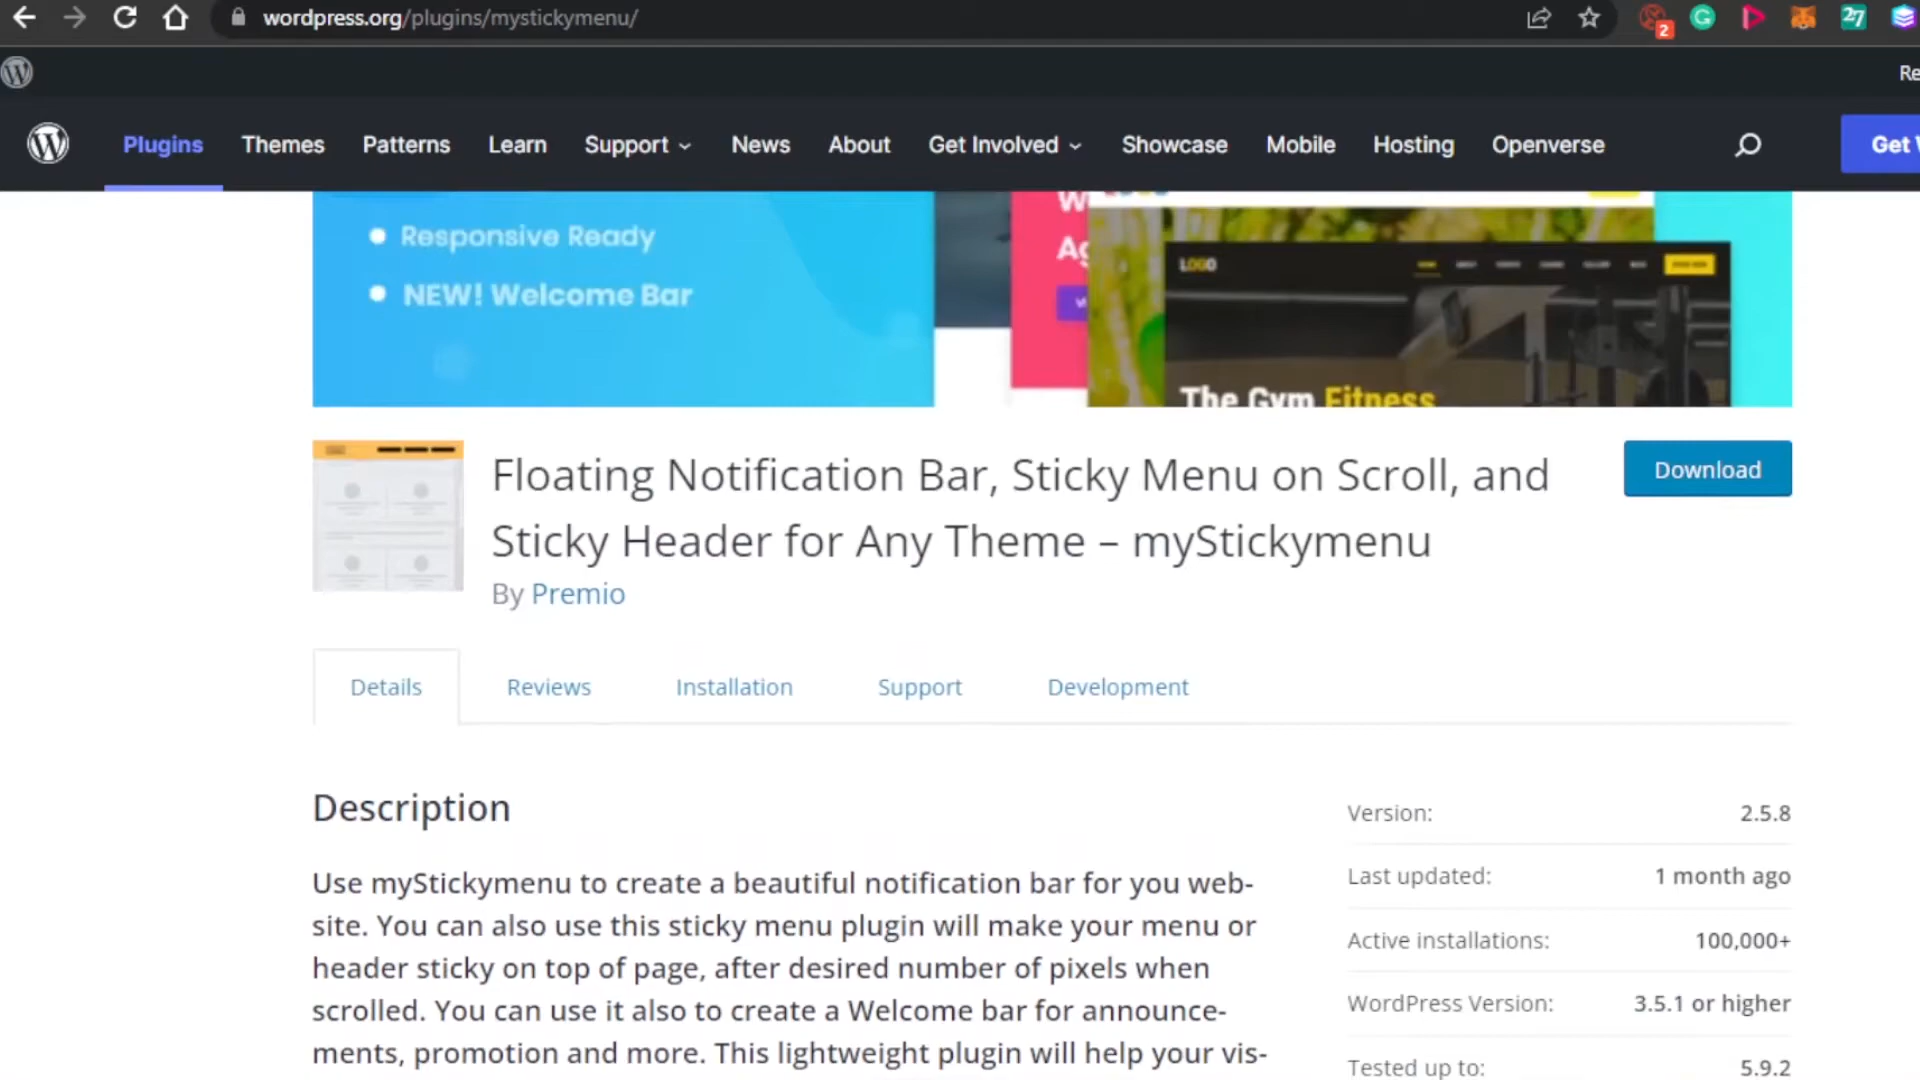 wordpress.org/plugins/mystickymenu/
2
27
Re
Plugins Themes Patterns Learn Support News About Get Involved Showcase Mobile Hosting Openverse Get
Responsive Ready
NEW! Welcome Bar
LOGO
The Gym Fitness
Floating Notification Bar, Sticky Menu on Scroll, and
Sticky Header for Any Theme – myStickymenu
By Premio
Download
Details Reviews Installation Support Development
Description
Use myStickymenu to create a beautiful notification bar for you web-
site. You can also use this sticky menu plugin will make your menu or
header sticky on top of page, after desired number of pixels when
scrolled. You can use it also to create a Welcome bar for announce-
ments, promotion and more. This lightweight plugin will help your vis-
Version: 2.5.8
Last updated: 1 month ago
Active installations: 100,000+
WordPress Version: 3.5.1 or higher
Tested up to: 5.9.2